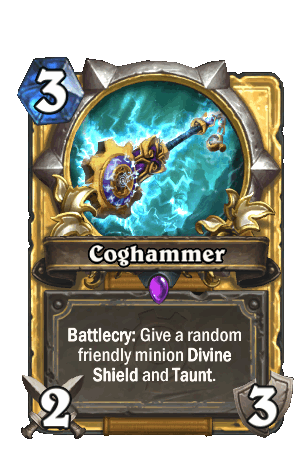 3
Coghammer
Battlecry: Give a random
friendly minion Divine
Shield and Taunt.
2
3